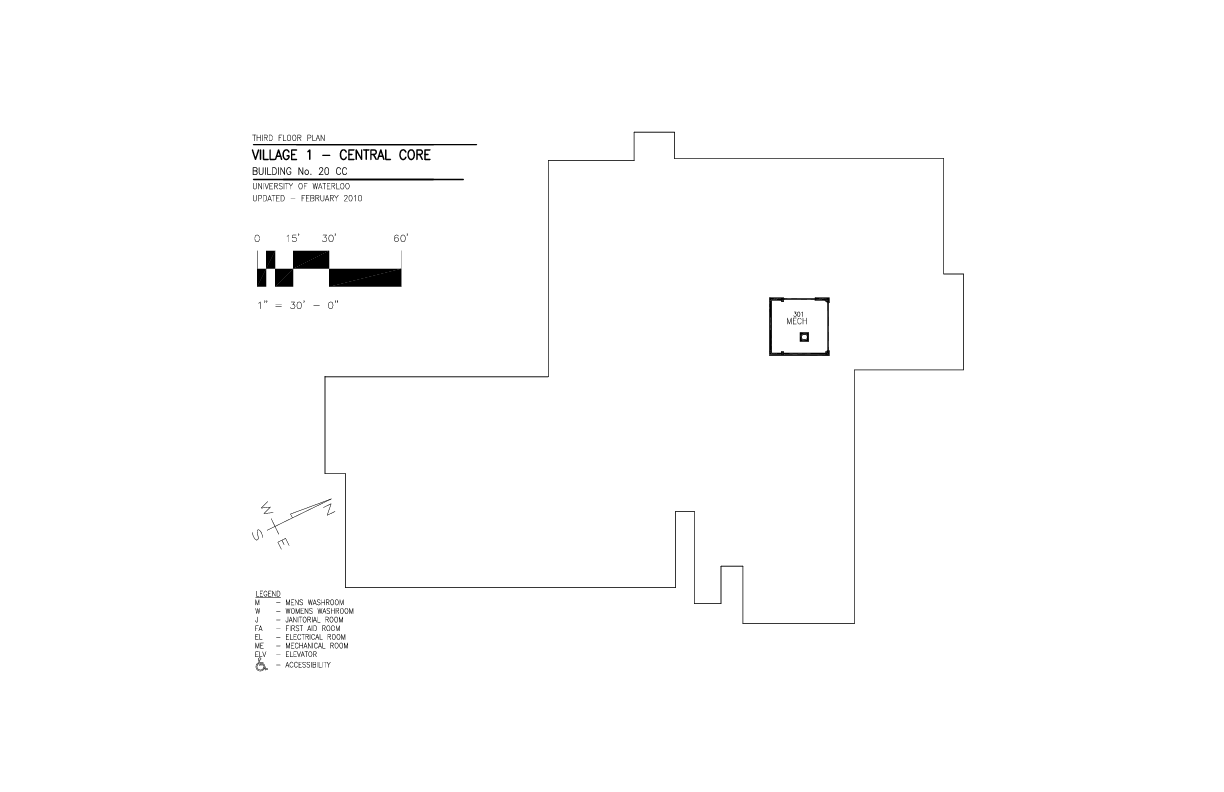 THIRD FLOOR PLAN
VILLAGE 1 – CENTRAL CORE
BUILDING No. 20 CC
UNIVERSITY OF WATERLOO
UPDATED – FEBRUARY 2010
0 15' 30' 60'
1" = 30' – 0"
301
MECH
W N
S E
LEGEND
M – MENS WASHROOM
W – WOMENS WASHROOM
J – JANITORIAL ROOM
FA – FIRST AID ROOM
EL – ELECTRICAL ROOM
ME – MECHANICAL ROOM
ELV – ELEVATOR
– ACCESSIBILITY